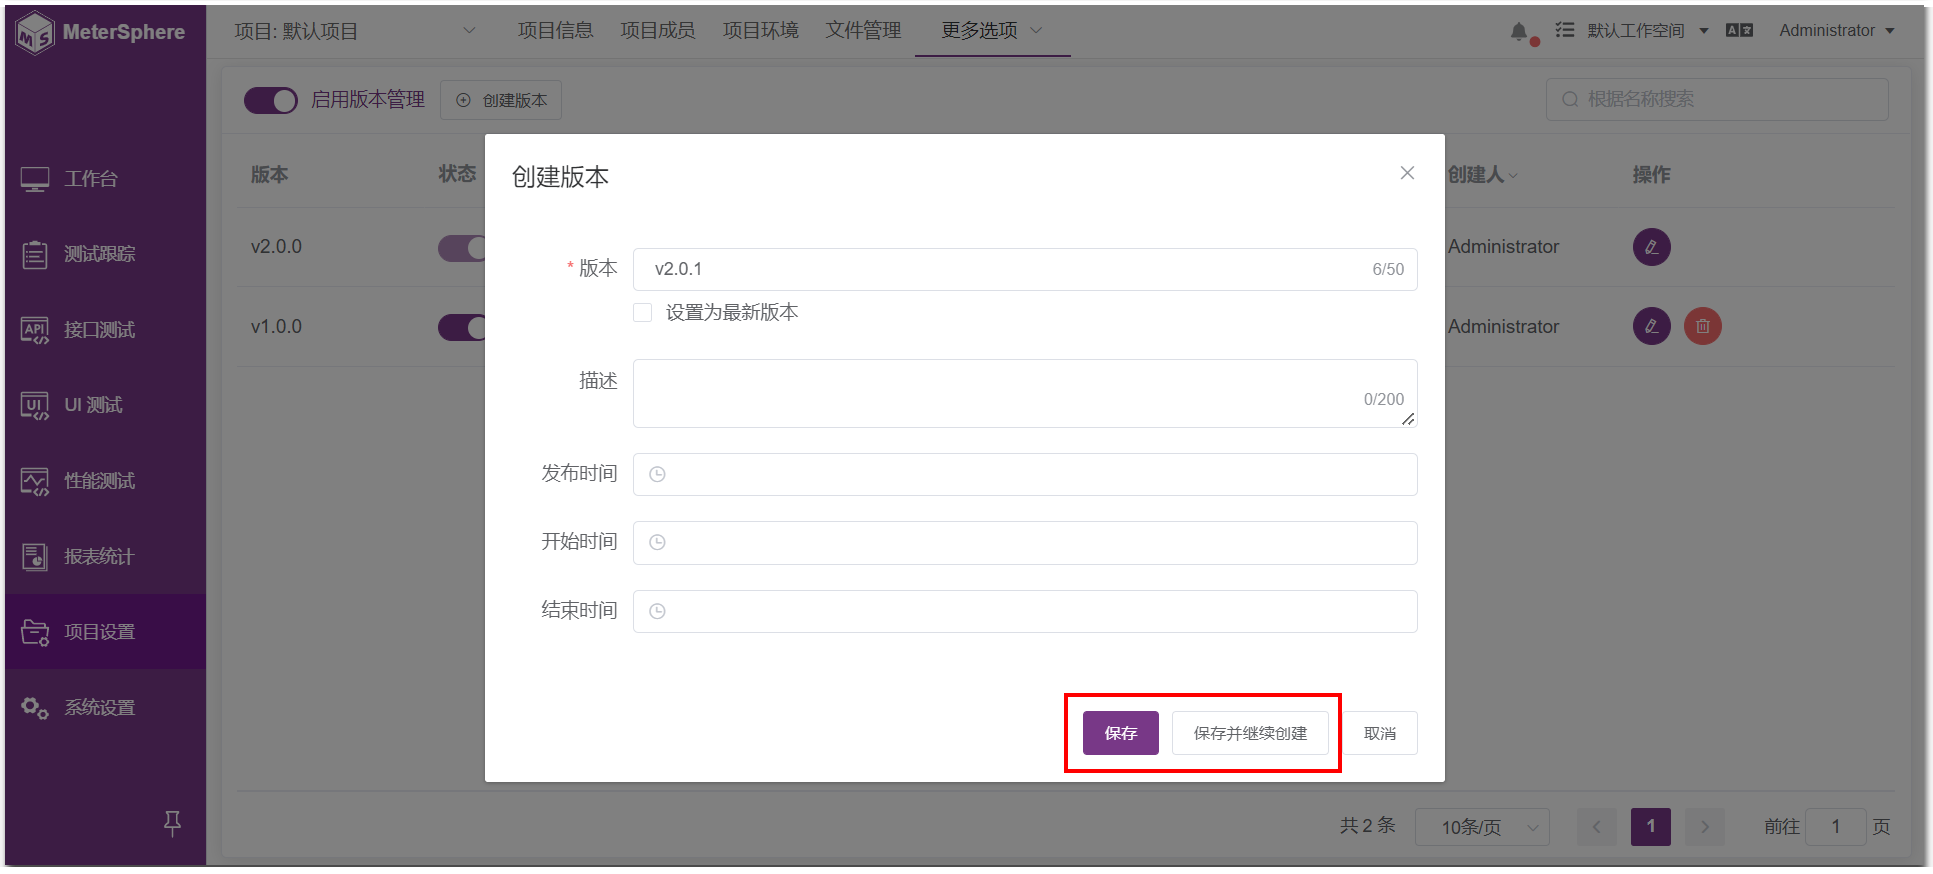 MeterSphere
项目: 默认项目
项目信息
项目成员
项目环境
文件管理
更多选项
默认工作空间
Administrator
启用版本管理
创建版本
根据名称搜索
工作台
测试跟踪
API
接口测试
UI
UI 测试
性能测试
报表统计
项目设置
系统设置
版本
状态
创建人
操作
v2.0.0
Administrator
v1.0.0
Administrator
创建版本
* 版本
v2.0.1
6/50
设置为最新版本
描述
0/200
发布时间
开始时间
结束时间
保存
保存并继续创建
取消
共 2 条
10条/页
1
前往
1
页